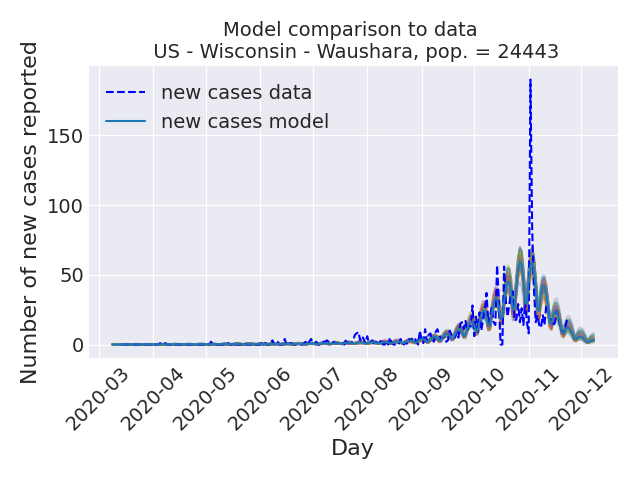 Model comparison to data
US - Wisconsin - Waushara, pop. = 24443
Number of new cases reported
150
100
50
0
new cases data
new cases model
2020-03
2020-04
2020-05
2020-06
2020-07
2020-08
2020-09
2020-10
2020-11
2020-12
Day